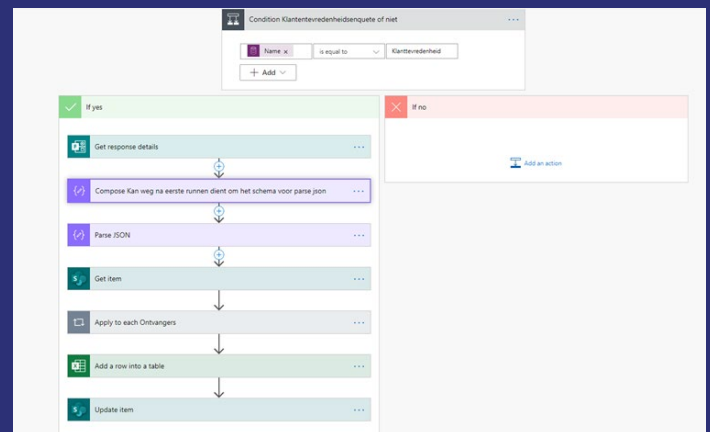 Condition Klantentevredenheidsenquete of niet
Name x is equal to Klanttevredenheid
+ Add
If yes
Get response details
Compose Kan weg na eerste runnen dient om het schema voor parse json
Parse JSON
Get item
Apply to each Ontvangers
Add a row into a table
Update item
If no
Add an action